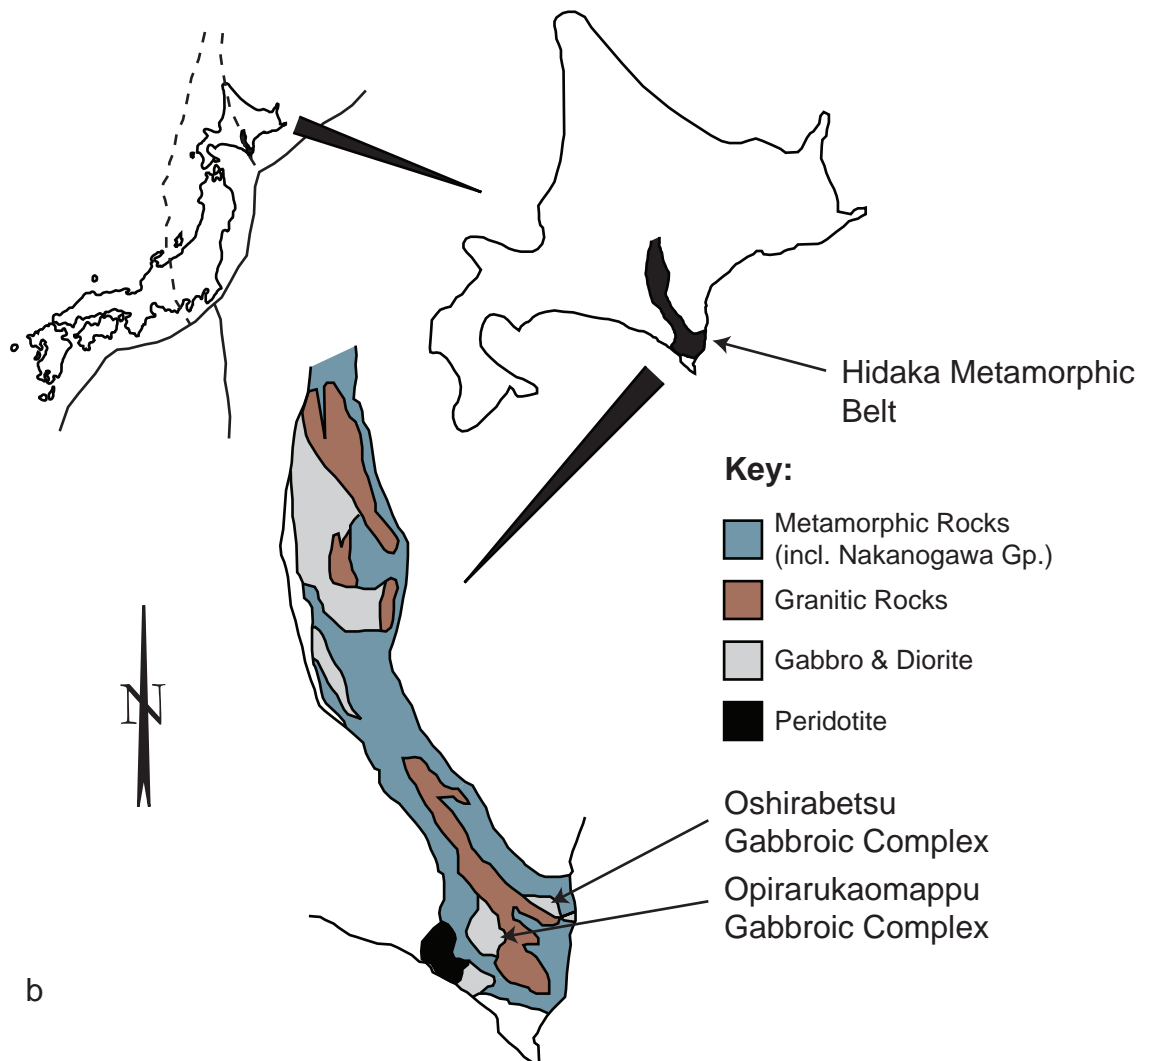 Hidaka Metamorphic
Belt
Key:
Metamorphic Rocks
(incl. Nakanogawa Gp.)
Granitic Rocks
Gabbro & Diorite
Peridotite
N
Oshirabetsu
Gabbroic Complex
Opirarukaomappu
Gabbroic Complex
b